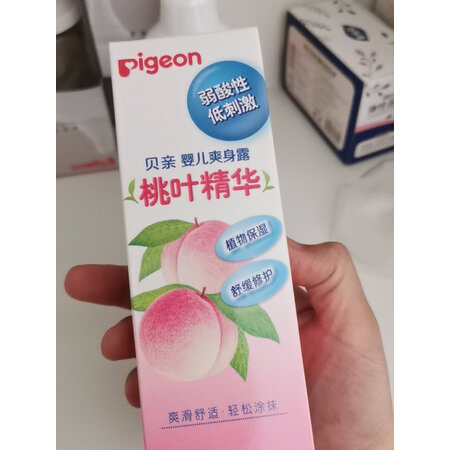 Pigeon
弱酸性
低刺激
贝亲 婴儿爽身露
桃叶精华
植物保湿
舒缓修护
爽滑舒适·轻松涂抹